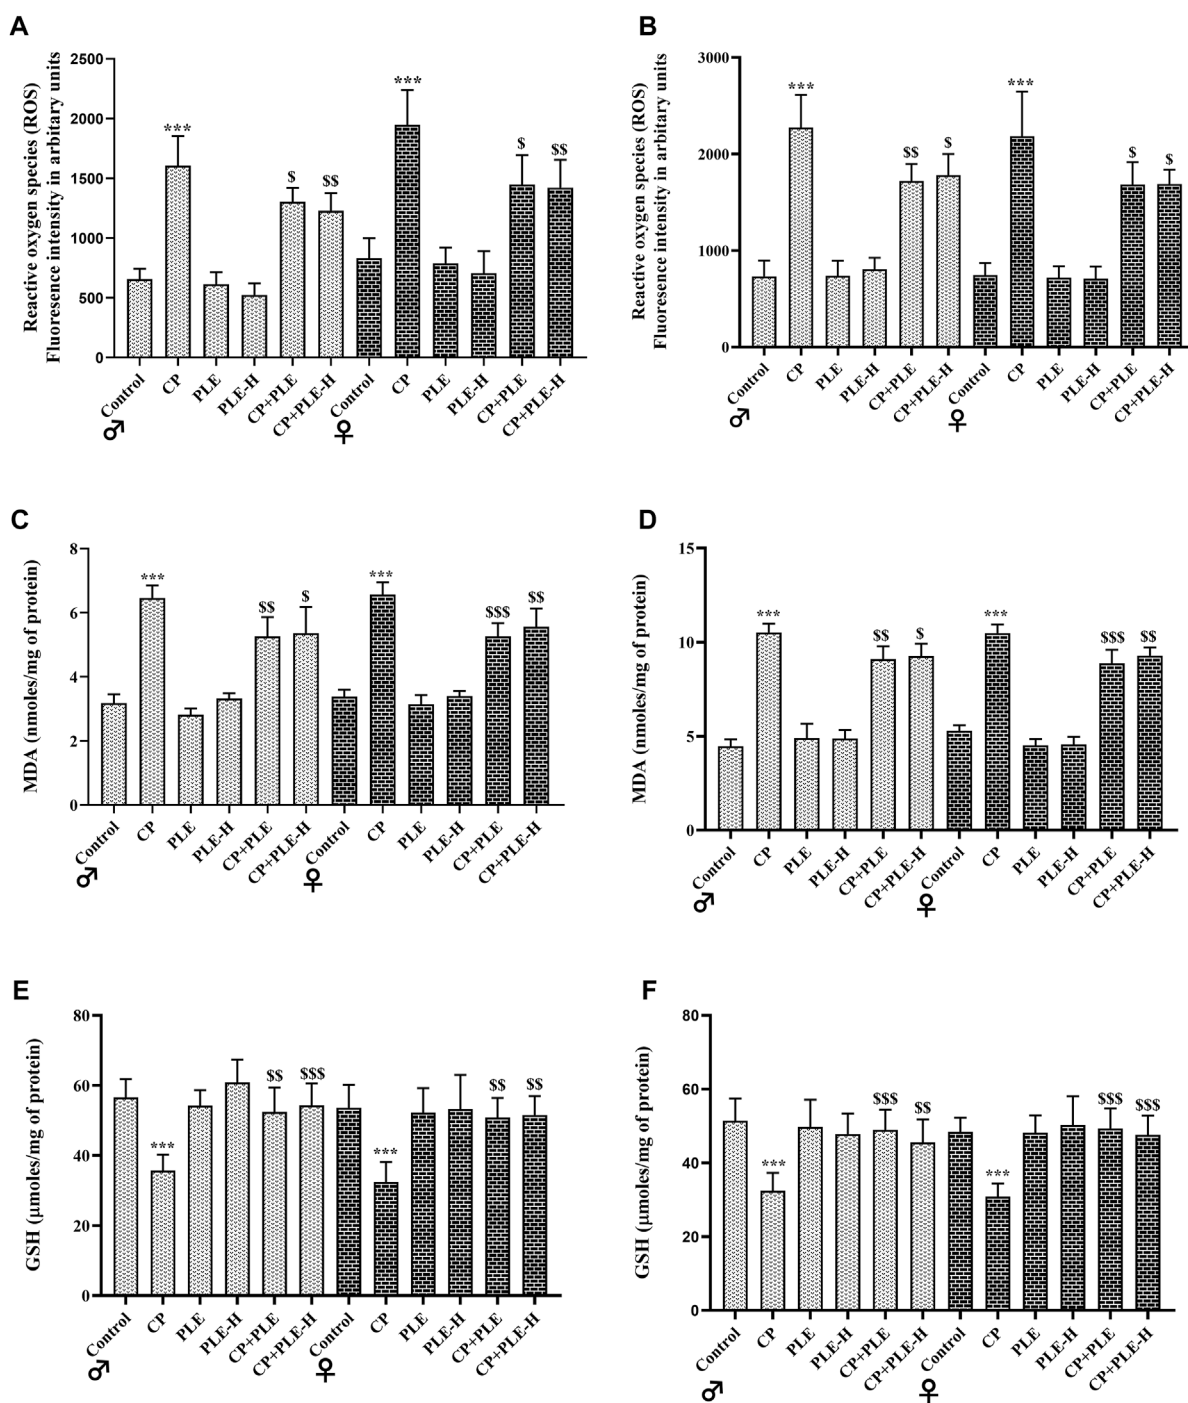 A
Reactive oxygen species (ROS)
Fluoresence intensity in arbitary units
2500
2000
1500
1000
500
0
***
$
$$
***
$
$$
Control
CP
PLE
PLE-H
CP+PLE
CP+PLE-H
Control
CP
PLE
PLE-H
CP+PLE
CP+PLE-H
♂
♀
B
Reactive oxygen species (ROS)
Fluoresence intensity in arbitary units
3000
2000
1000
0
***
$$
$
***
$
$
Control
CP
PLE
PLE-H
CP+PLE
CP+PLE-H
Control
CP
PLE
PLE-H
CP+PLE
CP+PLE-H
♂
♀
C
MDA (nmoles/mg of protein)
8
6
4
2
0
***
$$
$
***
$$$
$$
Control
CP
PLE
PLE-H
CP+PLE
CP+PLE-H
Control
CP
PLE
PLE-H
CP+PLE
CP+PLE-H
♂
♀
D
MDA (nmoles/mg of protein)
15
10
5
0
***
$$
$
***
$$$
$$
Control
CP
PLE
PLE-H
CP+PLE
CP+PLE-H
Control
CP
PLE
PLE-H
CP+PLE
CP+PLE-H
♂
♀
E
GSH (μmoles/mg of protein)
80
60
40
20
0
***
$$
$$$
***
$$
$$
Control
CP
PLE
PLE-H
CP+PLE
CP+PLE-H
Control
CP
PLE
PLE-H
CP+PLE
CP+PLE-H
♂
♀
F
GSH (μmoles/mg of protein)
80
60
40
20
0
***
$$$
$$
***
$$$
$$$
Control
CP
PLE
PLE-H
CP+PLE
CP+PLE-H
Control
CP
PLE
PLE-H
CP+PLE
CP+PLE-H
♂
♀